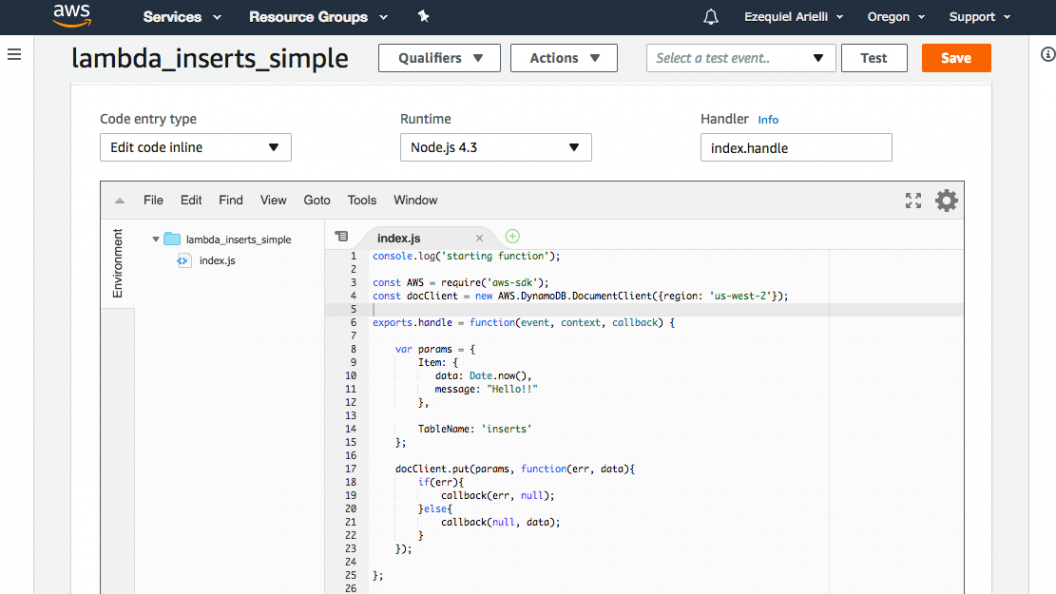 aws Services Resource Groups Ezequiel Arielli Oregon Support
lambda_inserts_simple Qualifiers Actions Select a test event.. Test Save
Code entry type Runtime Handler Info
Edit code inline Node.js 4.3 index.handle
File Edit Find View Goto Tools Window
Environment
lambda_inserts_simple
index.js
index.js
1 console.log('starting function');
2
3 const AWS = require('aws-sdk');
4 const docClient = new AWS.DynamoDB.DocumentClient({region: 'us-west-2'});
5
6 exports.handle = function(event, context, callback) {
7
8 var params = {
9 Item: {
10 data: Date.now(),
11 message: "Hello!!"
12 },
13
14 TableName: 'inserts'
15 };
16
17 docClient.put(params, function(err, data){
18 if(err){
19 callback(err, null);
20 }else{
21 callback(null, data);
22 }
23 });
24
25 };
26